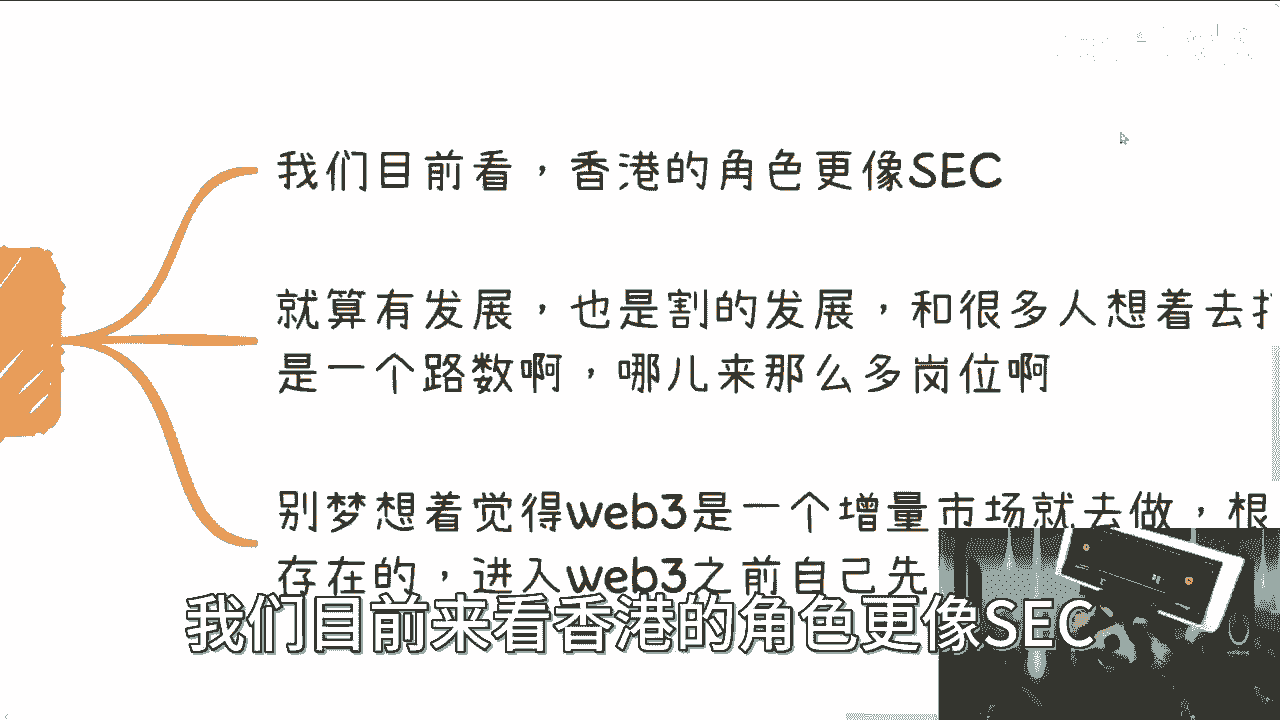 我们目前看，香港的角色更像SEC
就算有发展，也是割的发展，和很多人想着去
是一个路数啊，哪儿来那么多岗位啊
别梦想着觉得web3是一个增量市场就去做，根
存在的，进入web3之前自己先
我们目前来看香港的角色更像SEC